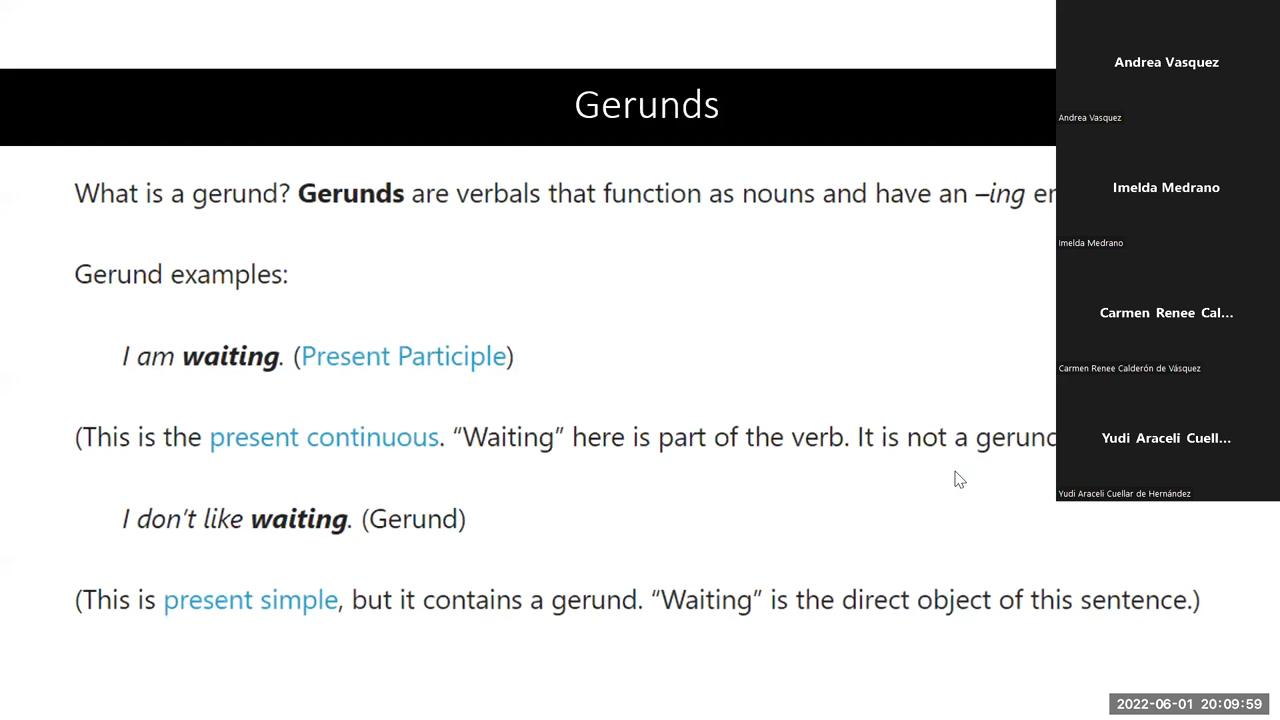 Gerunds
What is a gerund? Gerunds are verbals that function as nouns and have an –ing
Gerund examples:
I am waiting. (Present Participle)
(This is the present continuous. “Waiting” here is part of the verb. It is not a gerund
I don’t like waiting. (Gerund)
(This is present simple, but it contains a gerund. “Waiting” is the direct object of this sentence.)
Andrea Vasquez
Andrea Vasquez
Imelda Medrano
Imelda Medrano
Carmen Renee Cal...
Carmen Renee Calderón de Vásquez
Yudi Araceli Cuell...
Yudi Araceli Cuellar de Hernández
2022-06-01 20:09:59